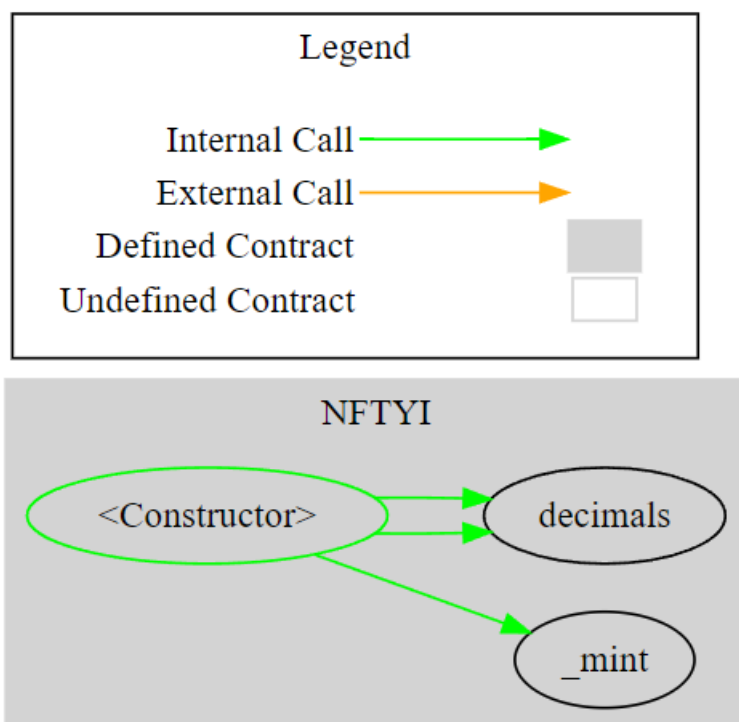 Legend
Internal Call
External Call
Defined Contract
Undefined Contract
NFTYI
<Constructor>
decimals
_mint